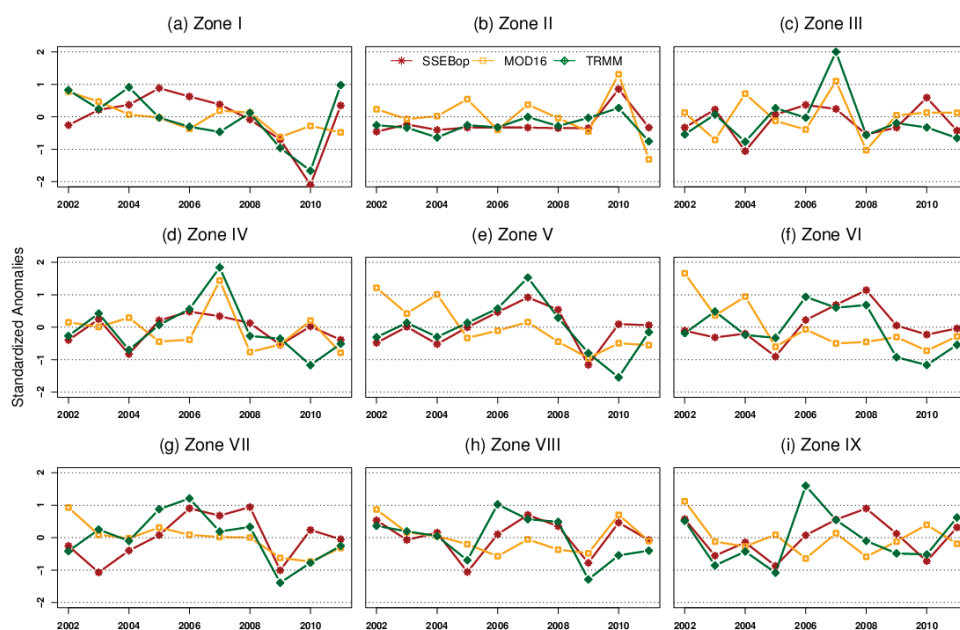 (a) Zone I
(b) Zone II
(c) Zone III
SSEBop MOD16 TRMM
2
1
0
-1
-2
2002 2004 2006 2008 2010
2002 2004 2006 2008 2010
2002 2004 2006 2008 2010
(d) Zone IV
(e) Zone V
(f) Zone VI
Standardized Anomalies
2
1
0
-1
-2
2002 2004 2006 2008 2010
2002 2004 2006 2008 2010
2002 2004 2006 2008 2010
(g) Zone VII
(h) Zone VIII
(i) Zone IX
2
1
0
-1
-2
2002 2004 2006 2008 2010
2002 2004 2006 2008 2010
2002 2004 2006 2008 2010